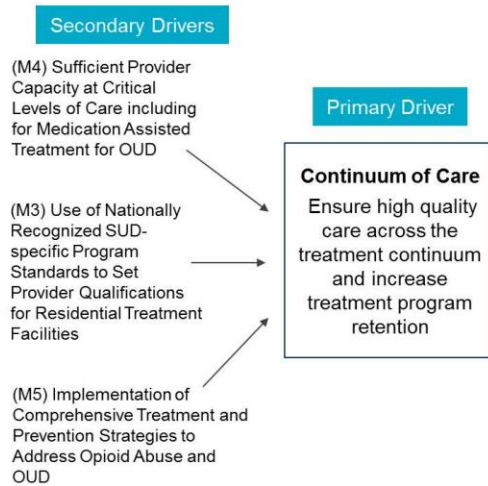 Secondary Drivers
(M4) Sufficient Provider
Capacity at Critical
Levels of Care including
for Medication Assisted
Treatment for OUD
(M3) Use of Nationally
Recognized SUD-
specific Program
Standards to Set
Provider Qualifications
for Residential Treatment
Facilities
(M5) Implementation of
Comprehensive Treatment and
Prevention Strategies to
Address Opioid Abuse and
OUD
Primary Driver
Continuum of Care
Ensure high quality
care across the
treatment continuum
and increase
treatment program
retention